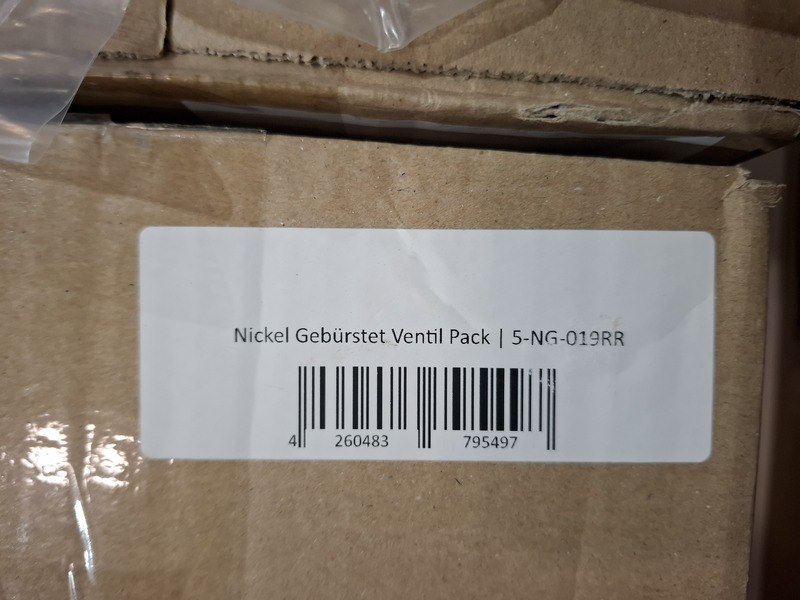 Nickel Gebürstet Ventil Pack | 5-NG-019RR
4 260483 795497